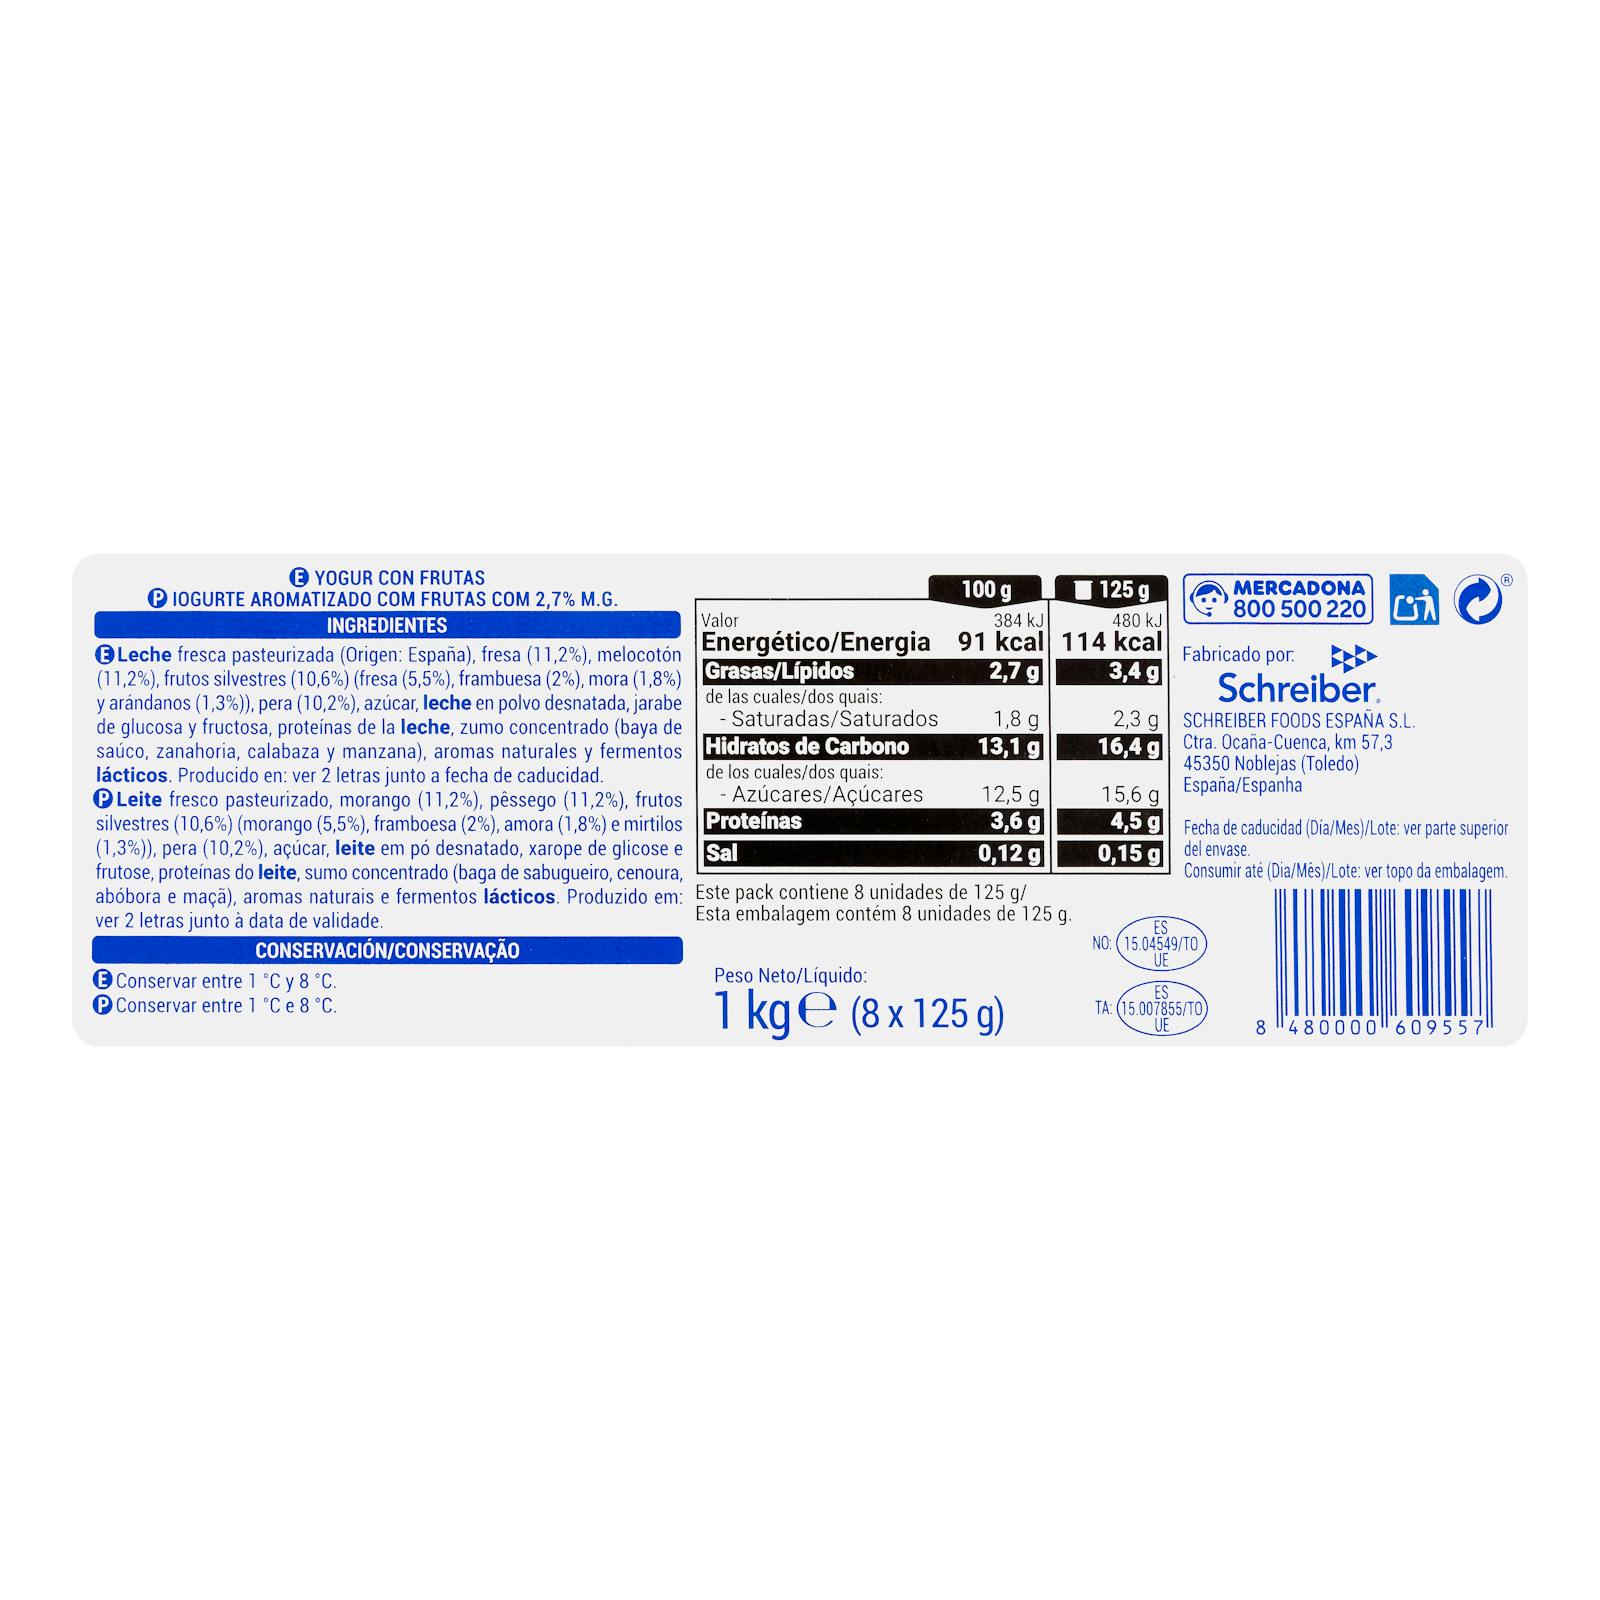 E YOGUR CON FRUTAS
P IOGURTE AROMATIZADO COM FRUTAS COM 2,7% M.G.
INGREDIENTES
E Leche fresca pasteurizada (Origen: España), fresa (11,2%), melocotón
(11,2%), frutos silvestres (10,6%) (fresa (5,5%), frambuesa (2%), mora (1,8%)
y arándanos (1,3%)), pera (10,2%), azúcar, leche en polvo desnatada, jarabe
de glucosa y fructosa, proteínas de la leche, zumo concentrado (baya de
saúco, zanahoria, calabaza y manzana), aromas naturales y fermentos
lácticos. Producido en: ver 2 letras junto a fecha de caducidad.
P Leite fresco pasteurizado, morango (11,2%), pêssego (11,2%), frutos
silvestres (10,6%) (morango (5,5%), framboesa (2%), amora (1,8%) e mirtilos
(1,3%)), pera (10,2%), açúcar, leite em pó desnatado, xarope de glicose e
frutose, proteínas do leite, sumo concentrado (baga de sabugueiro, cenoura,
abóbora e maçã), aromas naturais e fermentos lácticos. Produzido em:
ver 2 letras junto à data de validade.
CONSERVACIÓN/CONSERVAÇÃO
E Conservar entre 1 °C y 8 °C.
P Conservar entre 1 °C e 8 °C.
100 g 125 g
Valor 384 kJ 480 kJ
Energético/Energia 91 kcal 114 kcal
Grasas/Lípidos 2,7 g 3,4 g
de las cuales/dos quais:
- Saturadas/Saturados 1,8 g 2,3 g
Hidratos de Carbono 13,1 g 16,4 g
de los cuales/dos quais:
- Azúcares/Açúcares 12,5 g 15,6 g
Proteínas 3,6 g 4,5 g
Sal 0,12 g 0,15 g
Este pack contiene 8 unidades de 125 g/
Esta embalagem contém 8 unidades de 125 g.
Peso Neto/Líquido:
1 kg e (8 x 125 g)
NO: ES
15.04549/TO
UE
TA: ES
15.007855/TO
UE
MERCADONA
800 500 220
®
Fabricado por:
Schreiber®
SCHREIBER FOODS ESPAÑA S.L.
Ctra. Ocaña-Cuenca, km 57,3
45350 Noblejas (Toledo)
España/Espanha
Fecha de caducidad (Día/Mes)/Lote: ver parte superior
del envase.
Consumir até (Dia/Mês)/Lote: ver topo da embalagem.
8 480000 609557